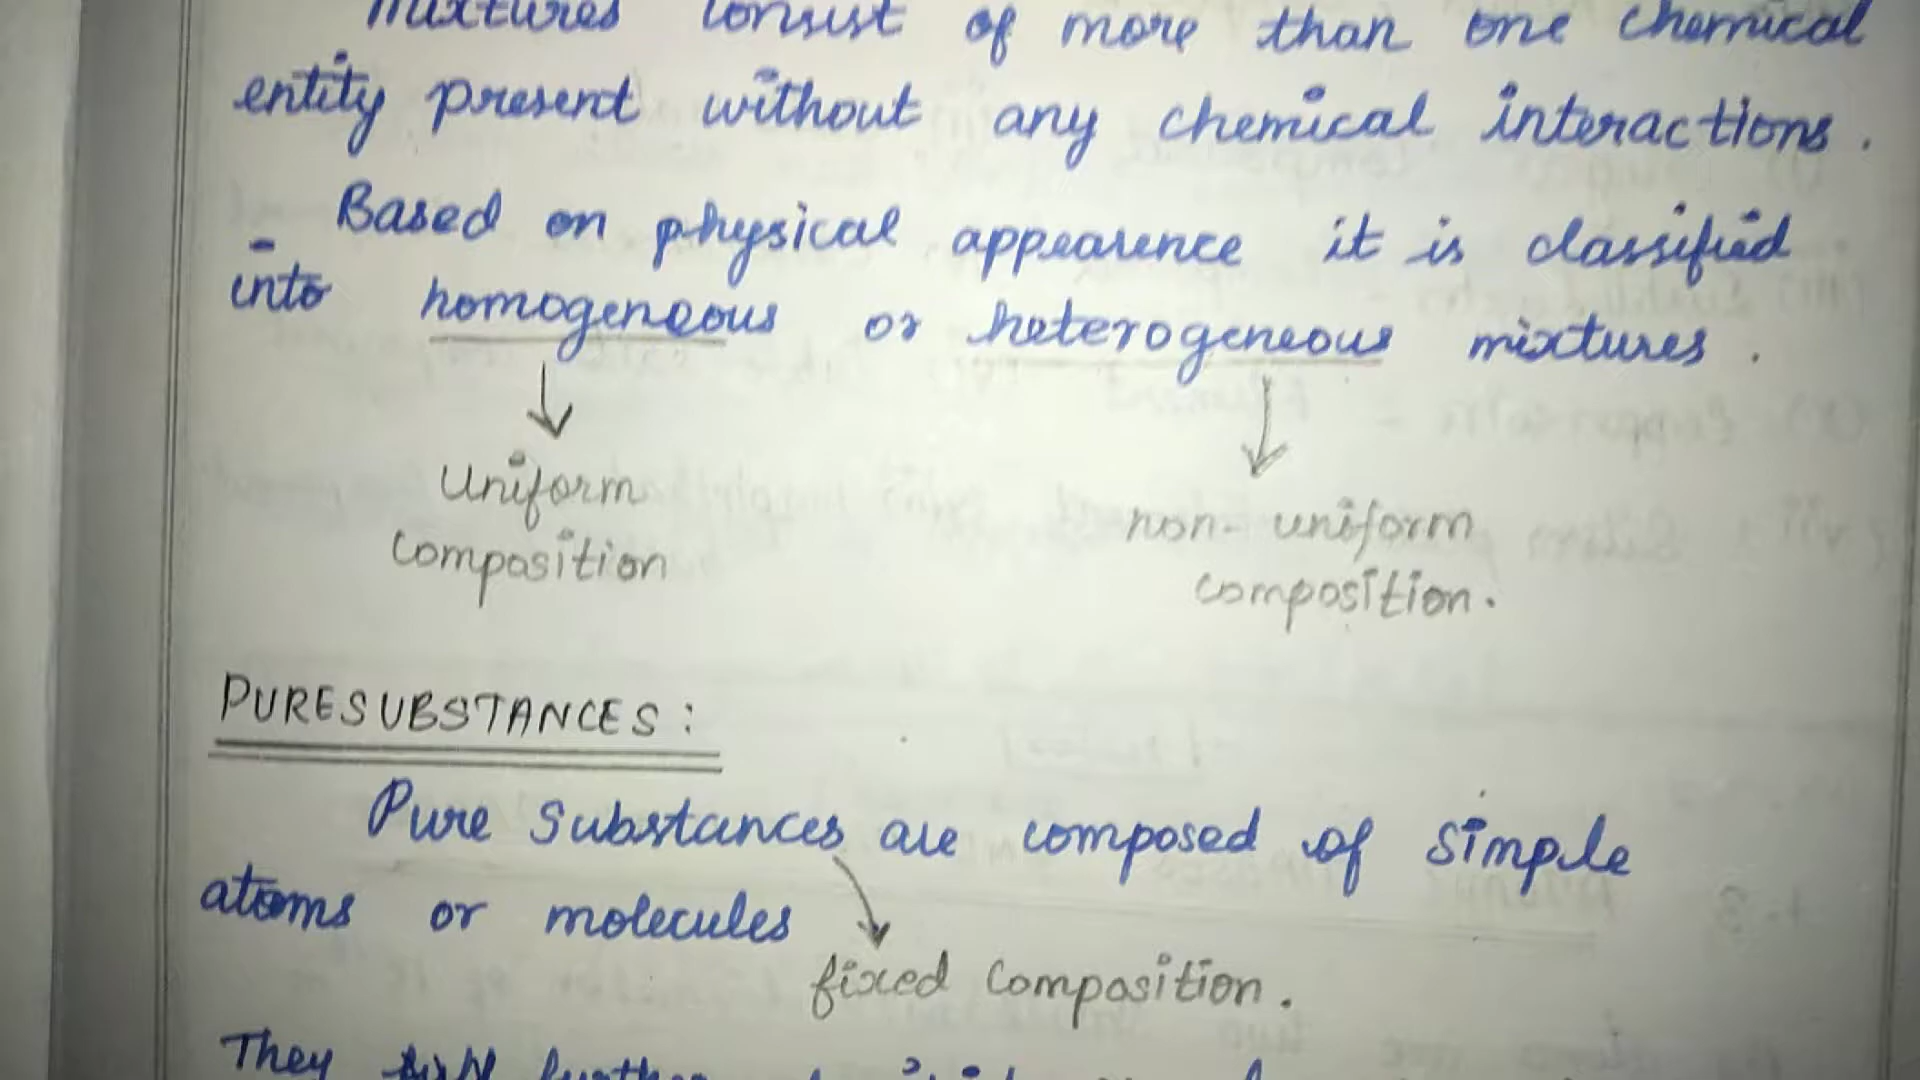 mixtures consist of more than one chemical
entity present without any chemical interactions.
Based on physical appearence it is classified
into homogeneous or heterogeneous mixtures.
Uniform
composition
non-uniform
composition.
PURESUBSTANCES:
Pure Substances are composed of simple
atoms or molecules
fixed Composition.
They further